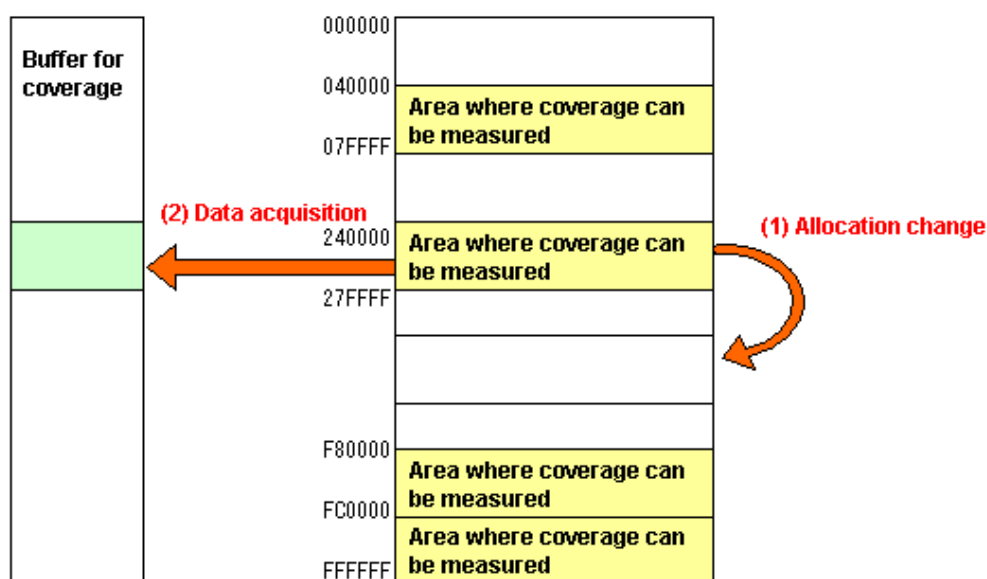 Buffer for
coverage
000000
040000
Area where coverage can
be measured
07FFFF
(2) Data acquisition
240000
Area where coverage can
be measured
(1) Allocation change
27FFFF
F80000
Area where coverage can
be measured
FC0000
Area where coverage can
be measured
FFFFFF